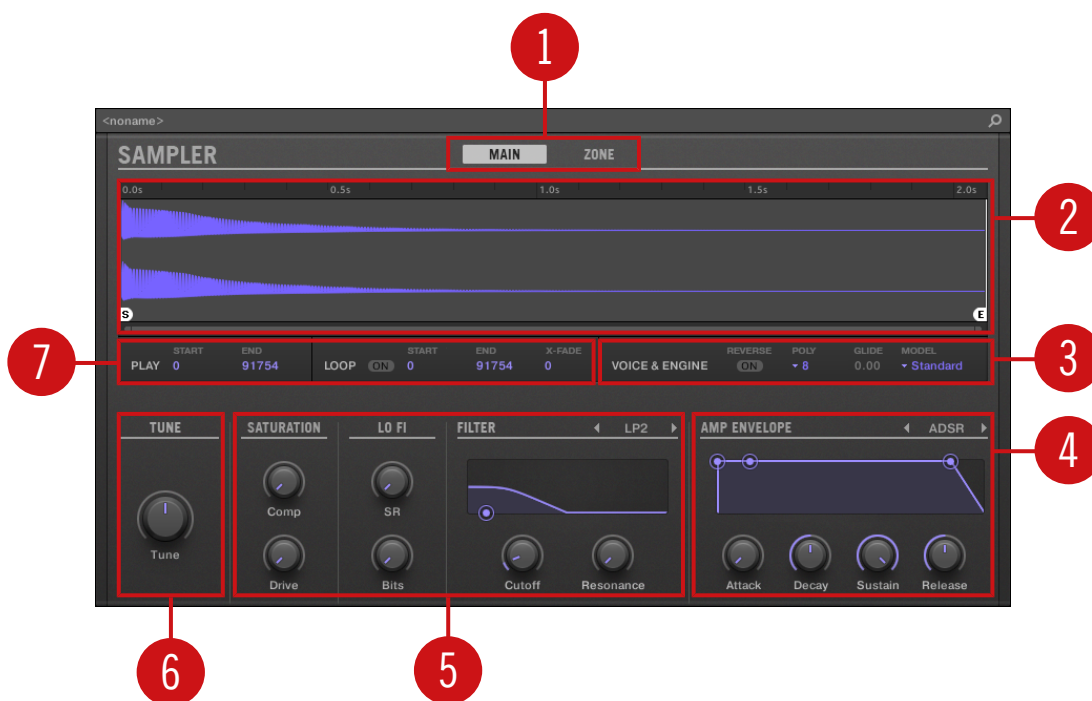 1
<noname>
SAMPLER
MAIN ZONE
0.0s 0.5s 1.0s 1.5s 2.0s
2
S E
7
START END START END X-FADE REVERSE POLY GLIDE MODEL
PLAY 0 91754 LOOP ON 0 91754 0 VOICE & ENGINE ON 8 0.00 Standard
3
TUNE SATURATION LO FI FILTER LP2 AMP ENVELOPE ADSR
4
Comp SR
Tune
Drive Bits Cutoff Resonance Attack Decay Sustain Release
6 5